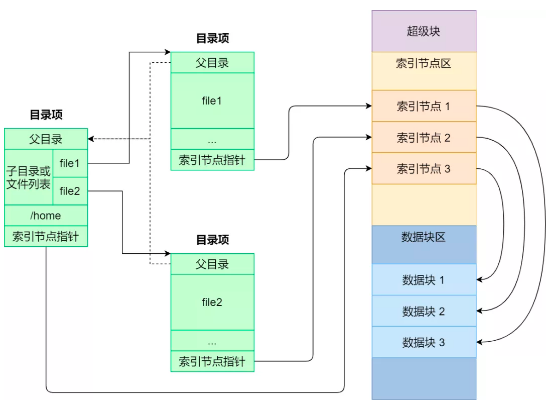 目录项
父目录
子目录或
文件列表
file1
file2
/home
索引节点指针
目录项
父目录
file1
...
索引节点指针
目录项
父目录
file2
...
索引节点指针
超级块
索引节点区
索引节点 1
索引节点 2
索引节点 3
数据块区
数据块 1
数据块 2
数据块 3